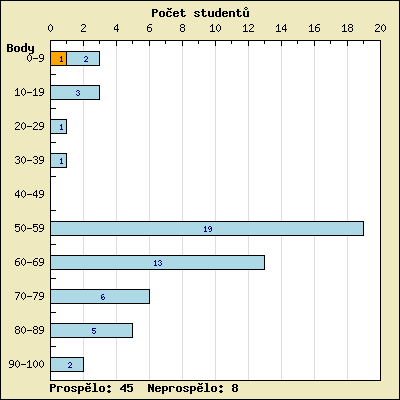 Počet studentů
0 2 4 6 8 10 12 14 16 18 20
Body
0-9 1 2
10-19 3
20-29 1
30-39 1
40-49
50-59 19
60-69 13
70-79 6
80-89 5
90-100 2
Prospělo: 45 Neprospělo: 8